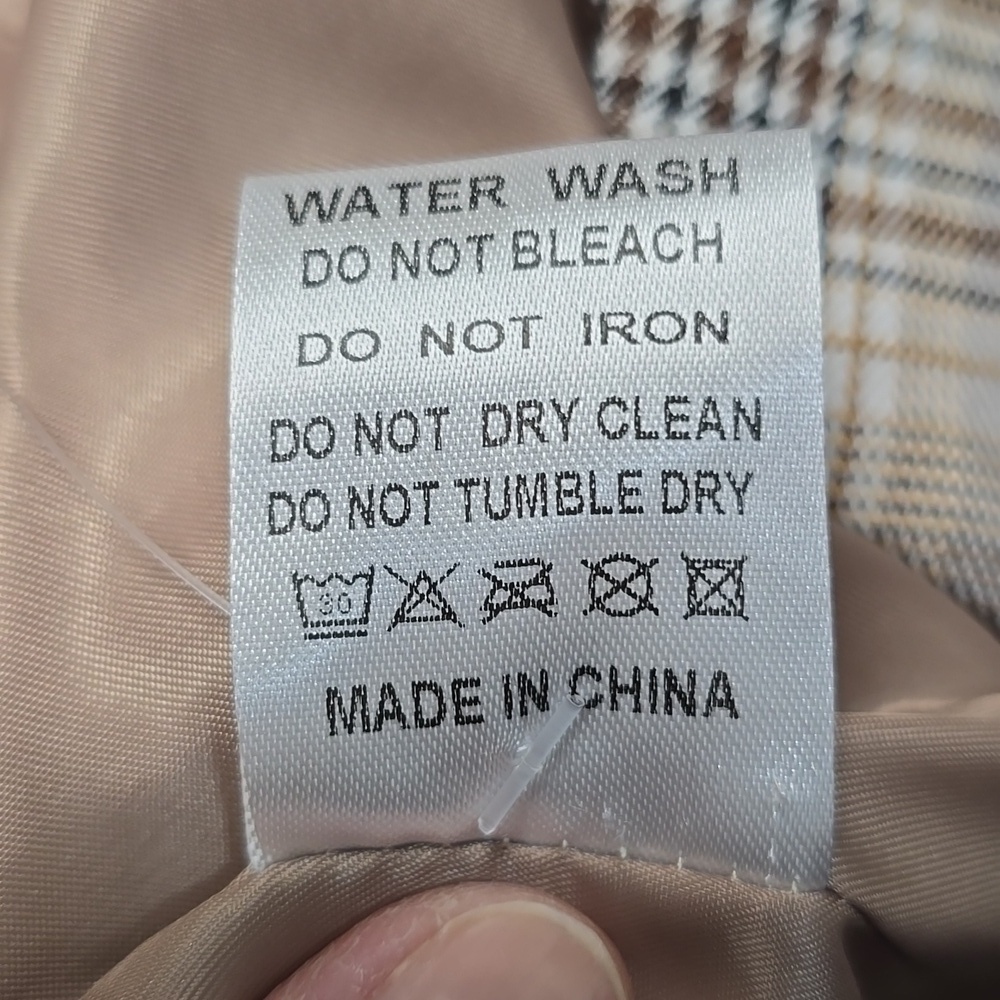 WATER WASH
DO NOT BLEACH
DO NOT IRON
DO NOT DRY CLEAN
DO NOT TUMBLE DRY
30
MADE IN CHINA